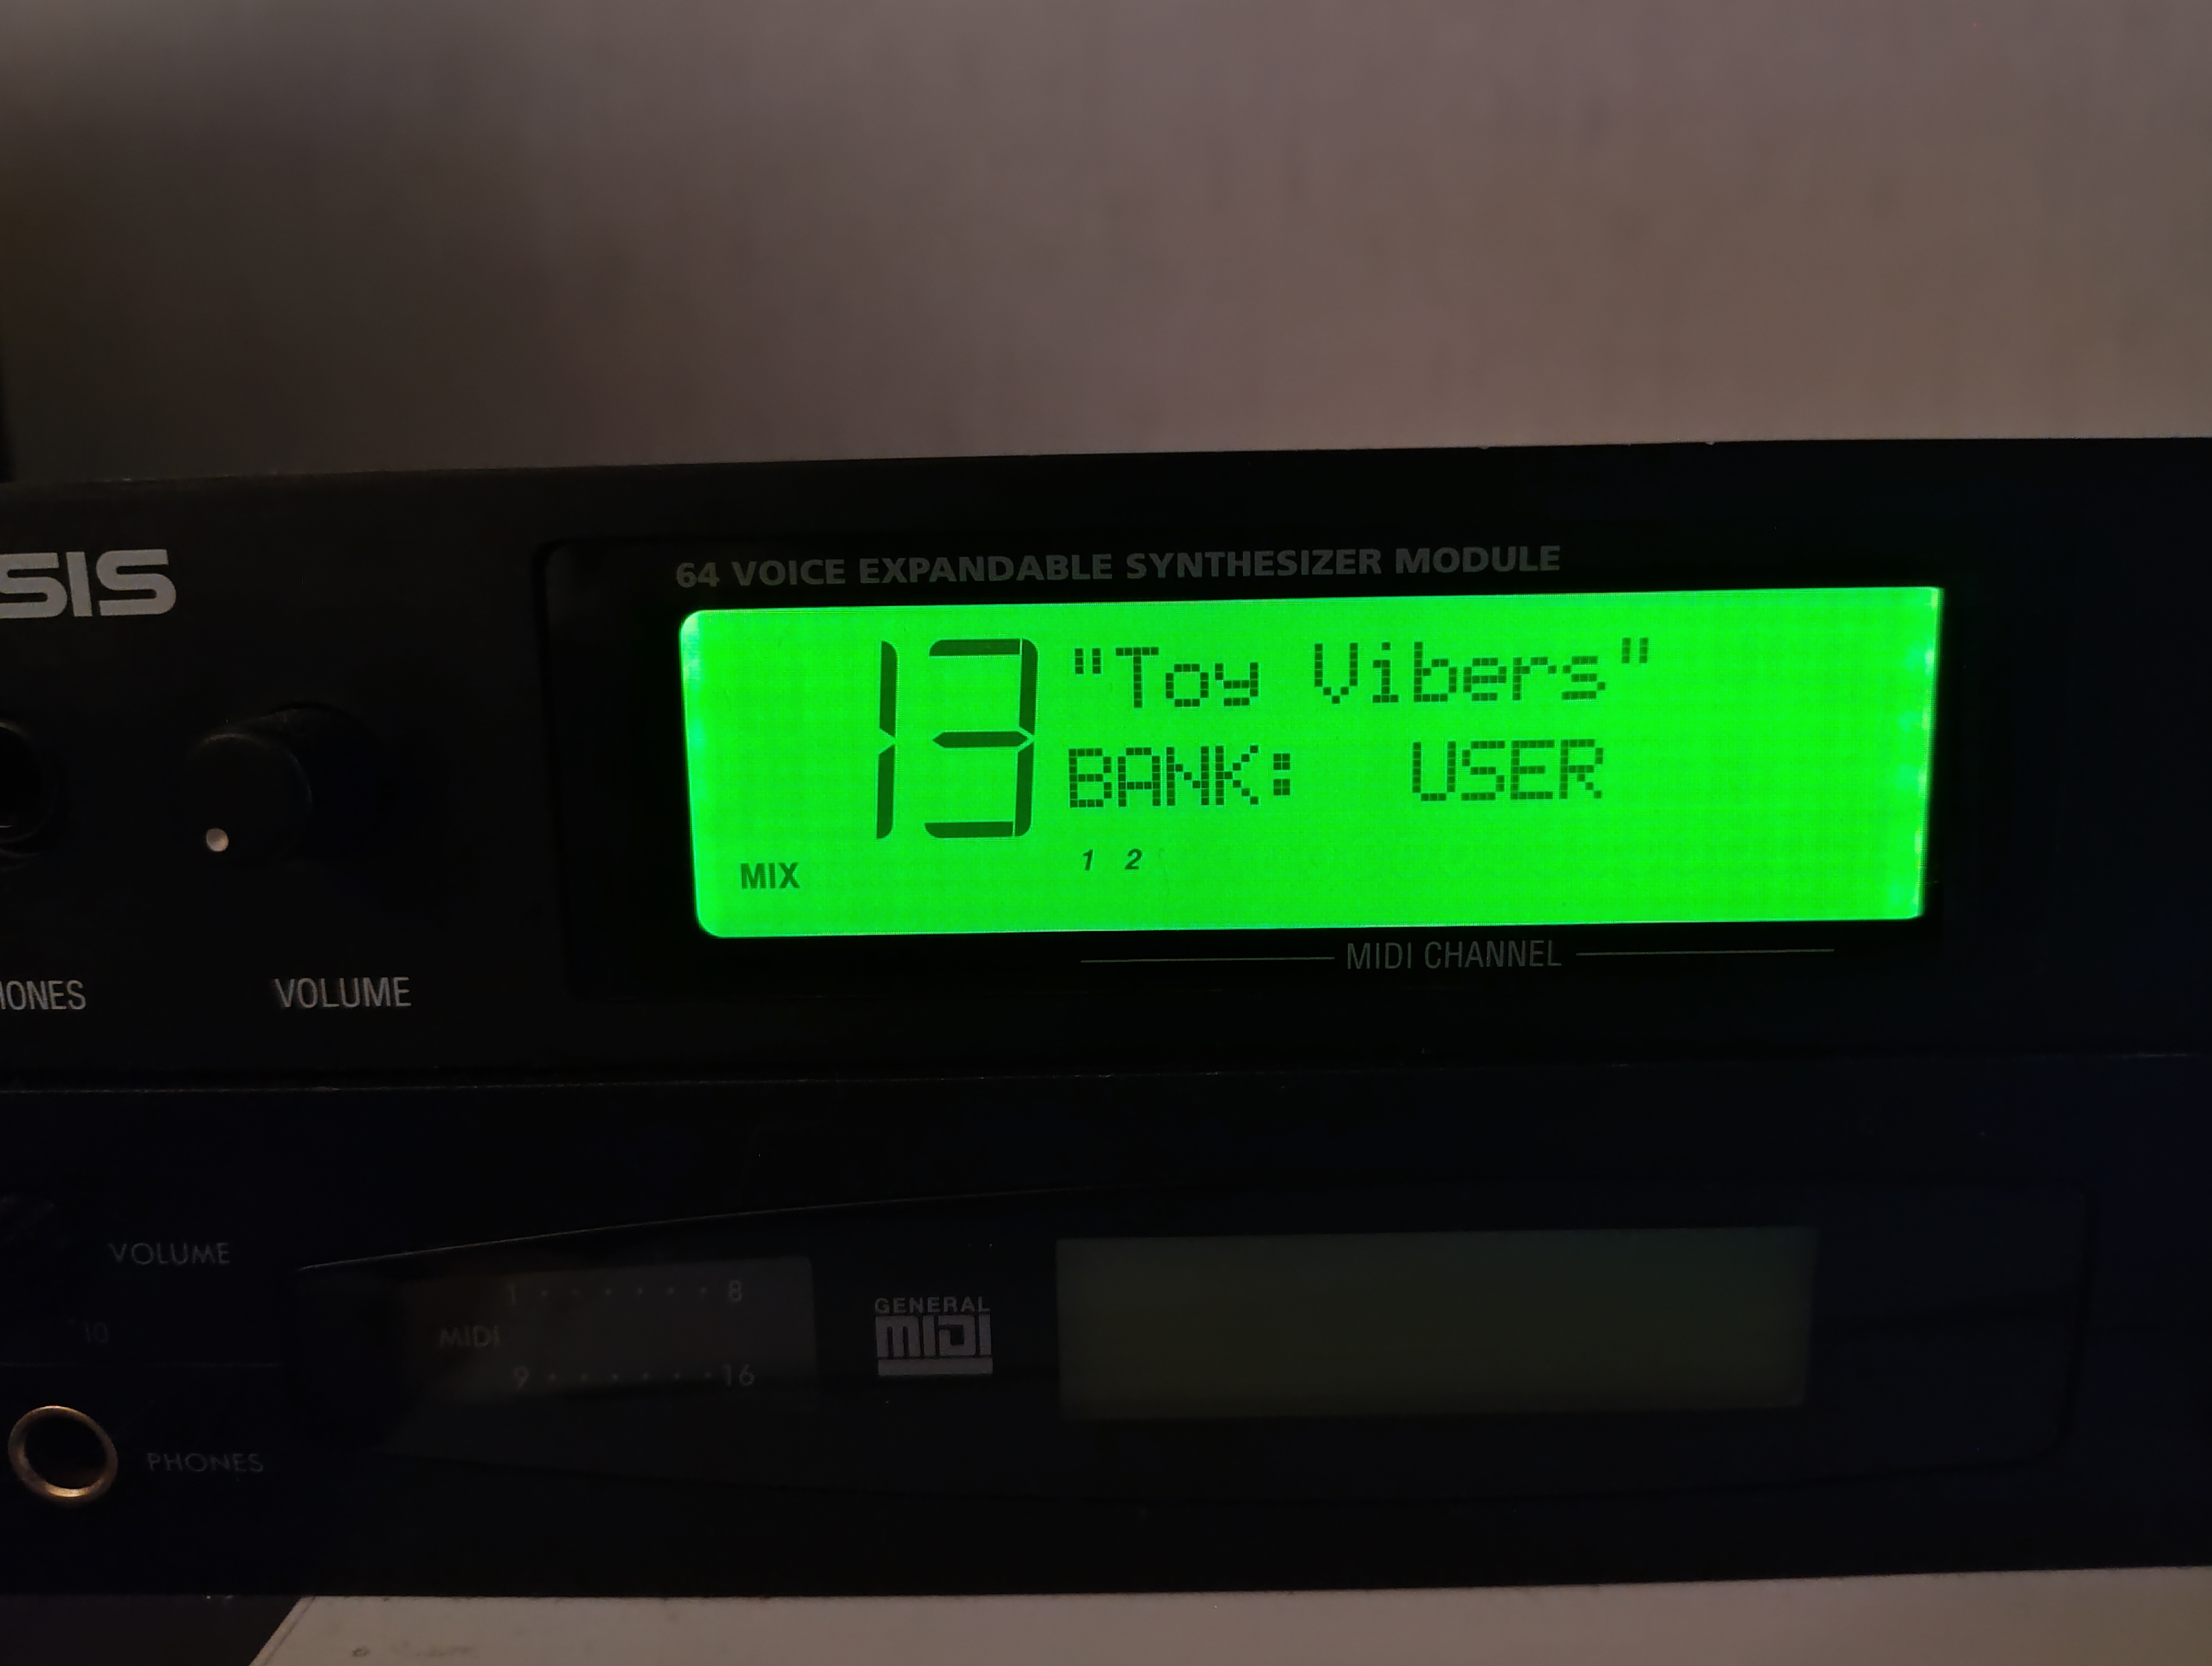 SIS
64 VOICE EXPANDABLE SYNTHESIZER MODULE
13
"Toy Vibers"
BANK: USER
1 2
MIX
MIDI CHANNEL
VOLUME
VOLUME
10
PHONES
1 8
MIDI
9 16
GENERAL
MIDI